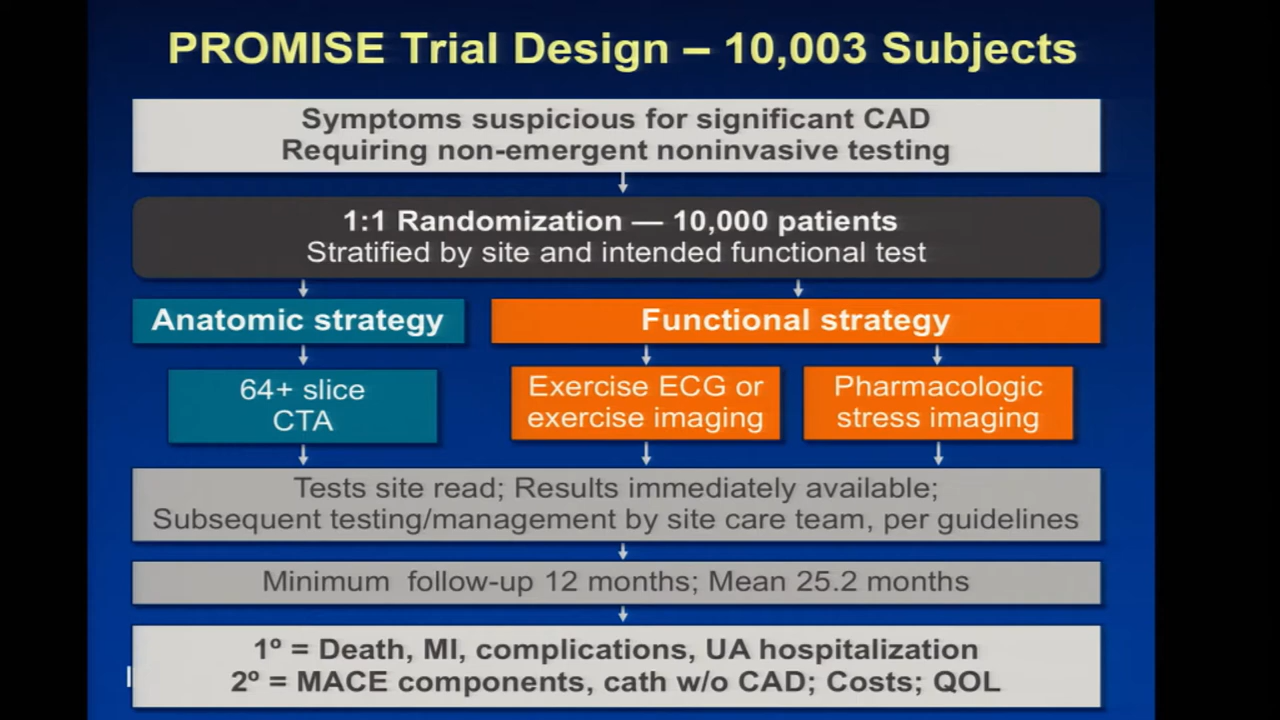 PROMISE Trial Design – 10,003 Subjects
Symptoms suspicious for significant CAD
Requiring non-emergent noninvasive testing
1:1 Randomization — 10,000 patients
Stratified by site and intended functional test
Anatomic strategy
Functional strategy
64+ slice
CTA
Exercise ECG or
exercise imaging
Pharmacologic
stress imaging
Tests site read; Results immediately available;
Subsequent testing/management by site care team, per guidelines
Minimum follow-up 12 months; Mean 25.2 months
1º = Death, MI, complications, UA hospitalization
2º = MACE components, cath w/o CAD; Costs; QOL